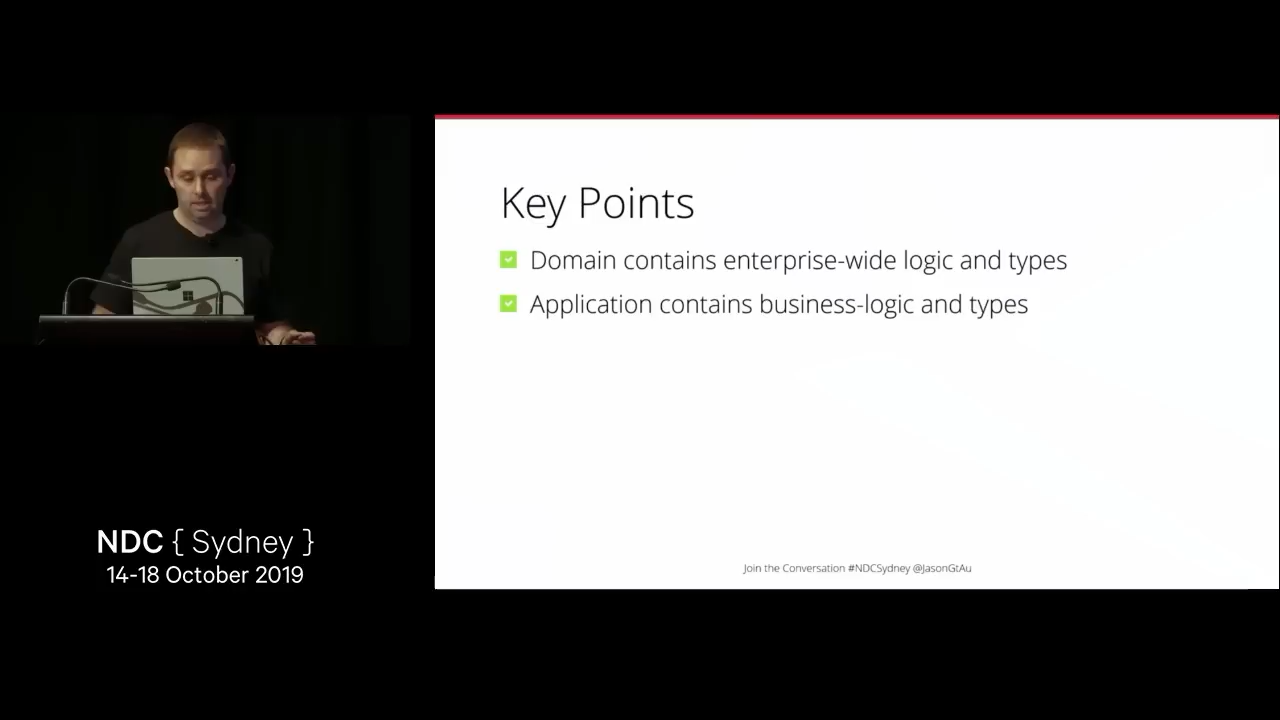 Key Points
Domain contains enterprise-wide logic and types
Application contains business-logic and types
Join the Conversation #NDCSydney @JasonGtAu
NDC { Sydney }
14-18 October 2019